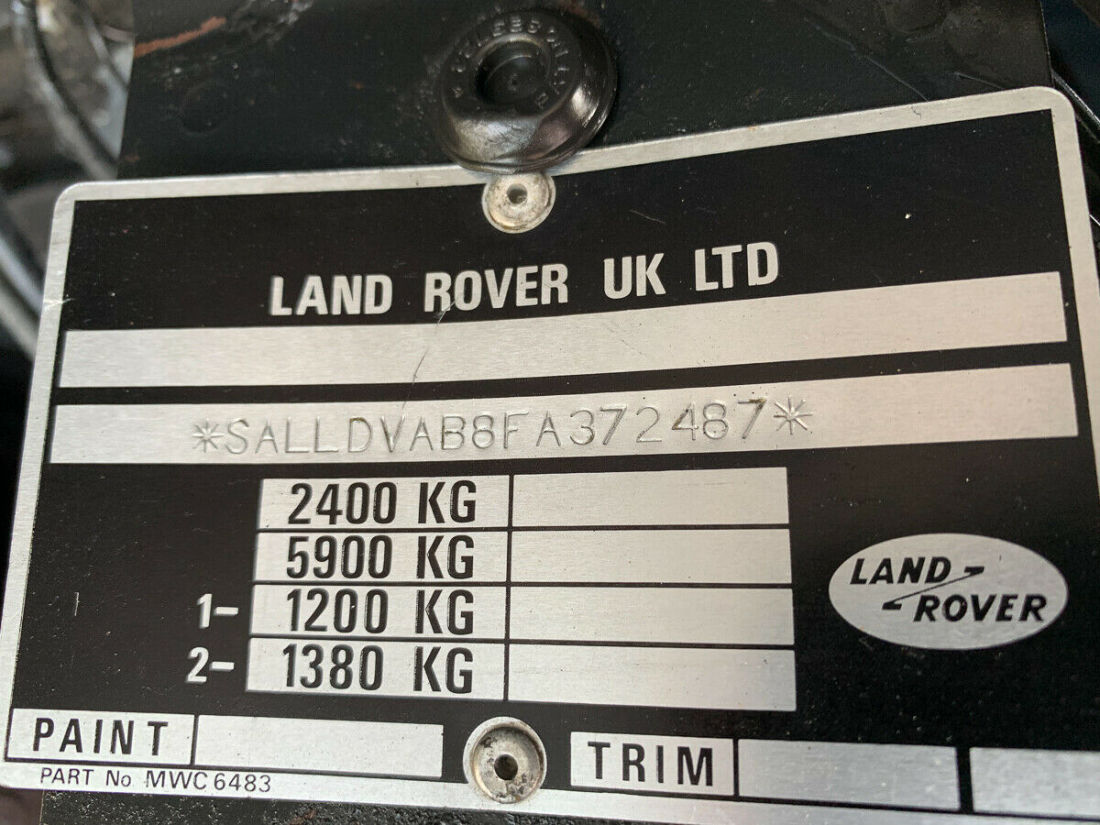 LAND ROVER UK LTD
*SALLDVAB8FA372487*
2400 KG
5900 KG
1- 1200 KG
2- 1380 KG
LAND
ROVER
PAINT
TRIM
PART No MWC 6483